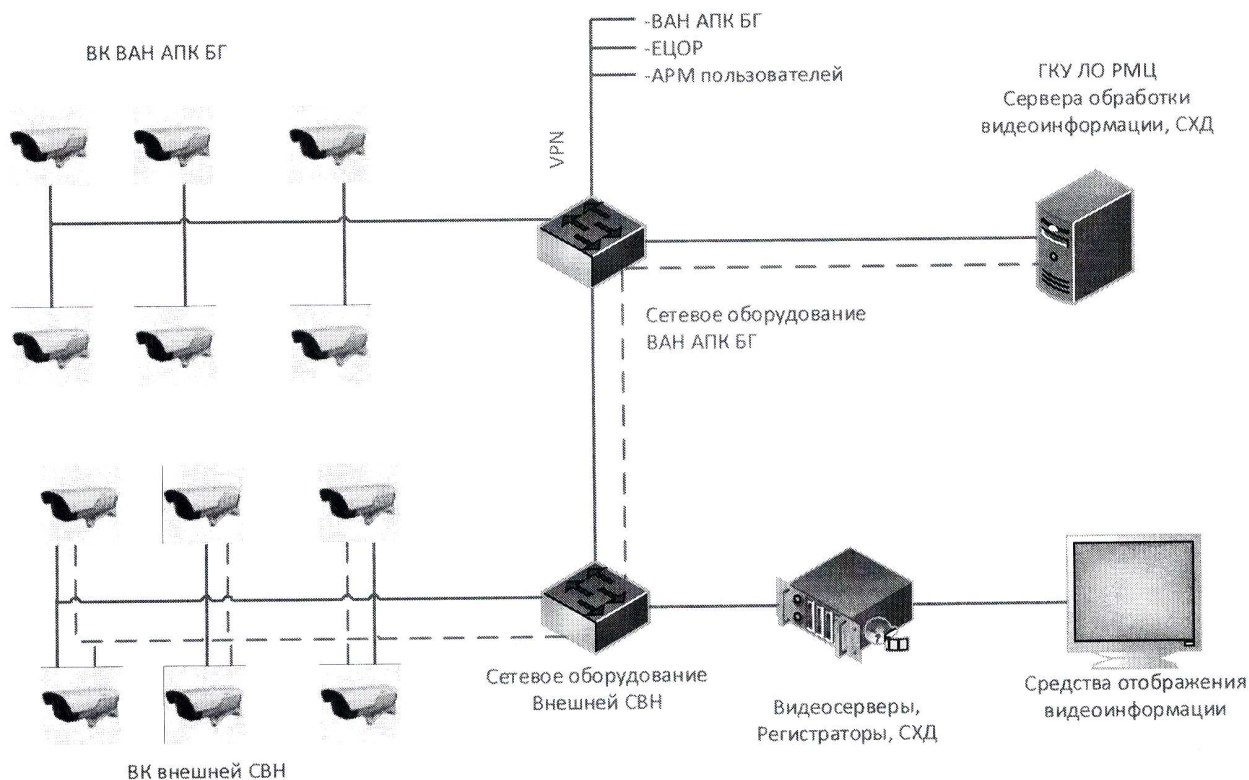 -ВАН АПК БГ
-ЕЦОР
-АРМ пользователей
ВК ВАН АПК БГ
ГКУ ЛО РМЦ
Сервера обработки
видеоинформации, СХД
VPN
Сетевое оборудование
ВАН АПК БГ
Сетевое оборудование
Внешней СВН
Видеосерверы,
Регистраторы, СХД
Средства отображения
видеоинформации
ВК внешней СВН